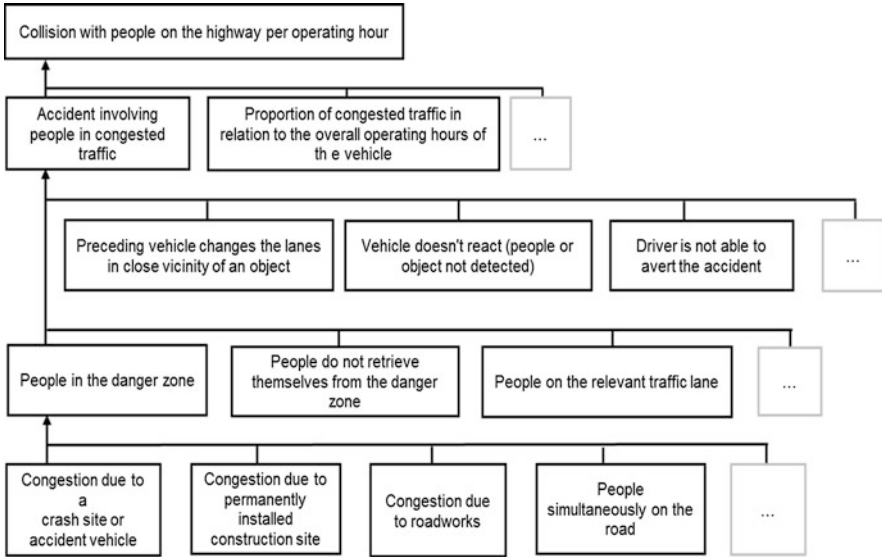 Collision with people on the highway per operating hour
Accident involving
people in congested
traffic
Proportion of congested traffic in
relation to the overall operating hours of
th e vehicle
...
Preceding vehicle changes the lanes
in close vicinity of an object
Vehicle doesn't react (people or
object not detected)
Driver is not able to
avert the accident
...
People in the danger zone
People do not retrieve
themselves from the danger
zone
People on the relevant traffic lane
...
Congestion due to
a
crash site or
accident vehicle
Congestion due to
permanently
installed
construction site
Congestion due
to roadworks
People
simultaneously on the
road
...